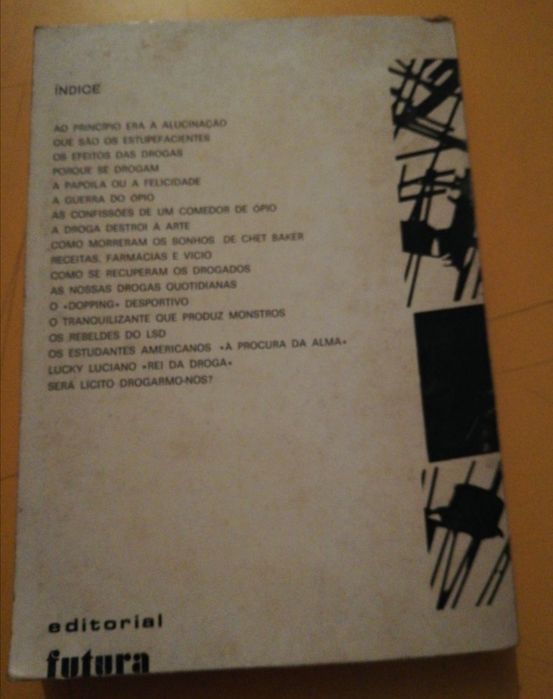 ÍNDICE
AO PRINCÍPIO ERA A ALUCINAÇÃO
QUE SÃO OS ESTUPEFACIENTES
OS EFEITOS DAS DROGAS
PORQUE SE DROGAM
A PAPOILA OU A FELICIDADE
A GUERRA DO ÓPIO
AS CONFISSÕES DE UM COMEDOR DE ÓPIO
A DROGA DESTROI A ARTE
COMO MORRERAM OS SONHOS DE CHET BAKER
RECEITAS, FARMÁCIAS E VICIO
COMO SE RECUPERAM OS DROGADOS
AS NOSSAS DROGAS QUOTIDIANAS
O «DOPPING» DESPORTIVO
O TRANQUILIZANTE QUE PRODUZ MONSTROS
OS REBELDES DO LSD
OS ESTUDANTES AMERICANOS «A PROCURA DA ALMA»
LUCKY LUCIANO «REI DA DROGA»
SERÁ LICITO DROGARMO-NOS?
editorial
futura